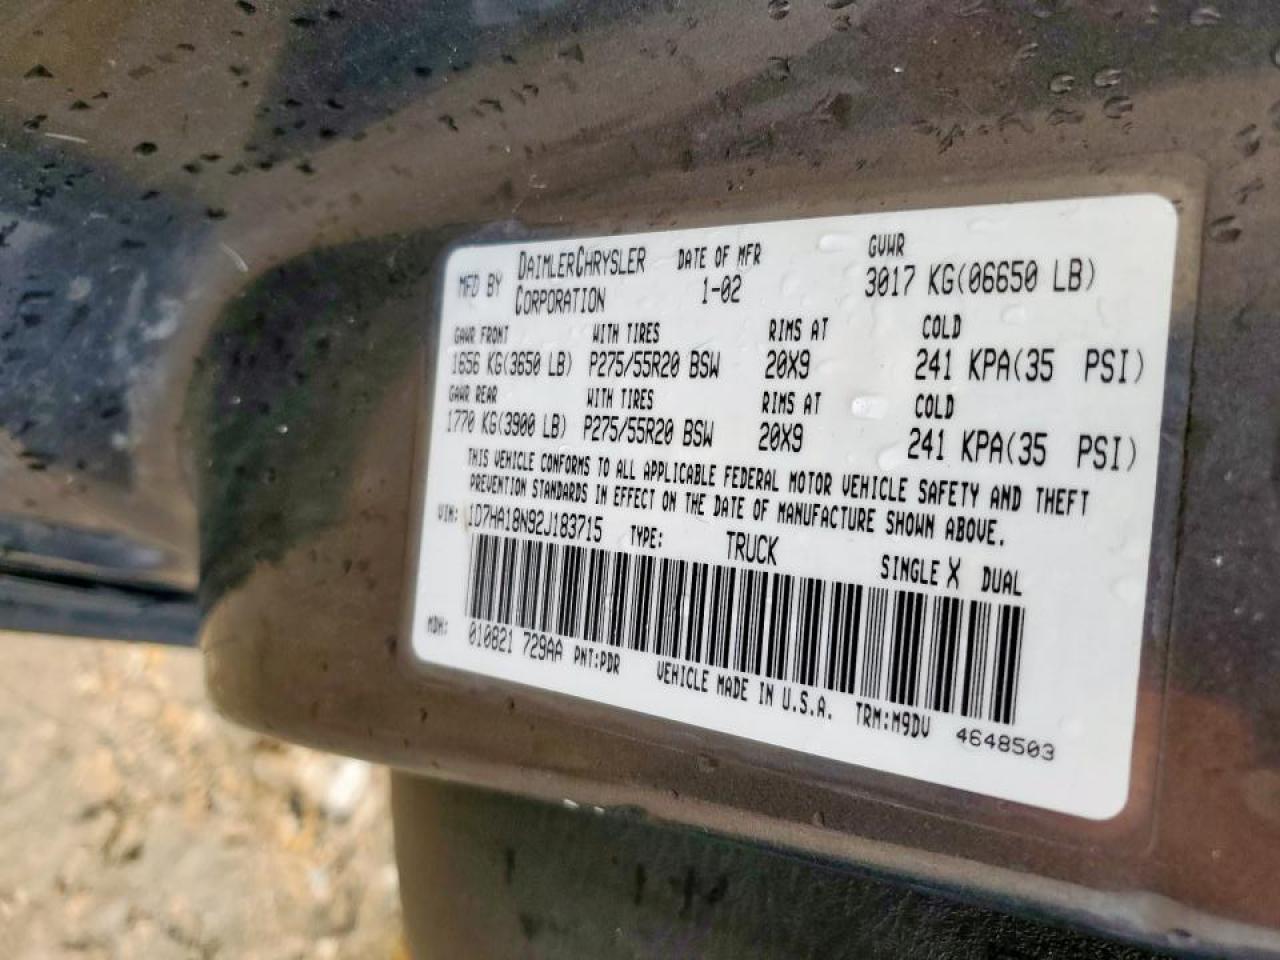 MFD BY DAIMLERCHRYSLER CORPORATION DATE OF MFR 1-02 GVWR 3017 KG(06650 LB)
GAWR FRONT WITH TIRES RIMS AT COLD
1656 KG(3650 LB) P275/55R20 BSW 20X9 241 KPA(35 PSI)
GAWR REAR WITH TIRES RIMS AT COLD
1770 KG(3900 LB) P275/55R20 BSW 20X9 241 KPA(35 PSI)
THIS VEHICLE CONFORMS TO ALL APPLICABLE FEDERAL MOTOR VEHICLE SAFETY AND THEFT
PREVENTION STANDARDS IN EFFECT ON THE DATE OF MANUFACTURE SHOWN ABOVE.
VIN: 1D7HA18N92J183715 TYPE: TRUCK SINGLE X DUAL
MDH: 010821 729AA PNT:PDR VEHICLE MADE IN U.S.A. TRM:M9DV 4648503